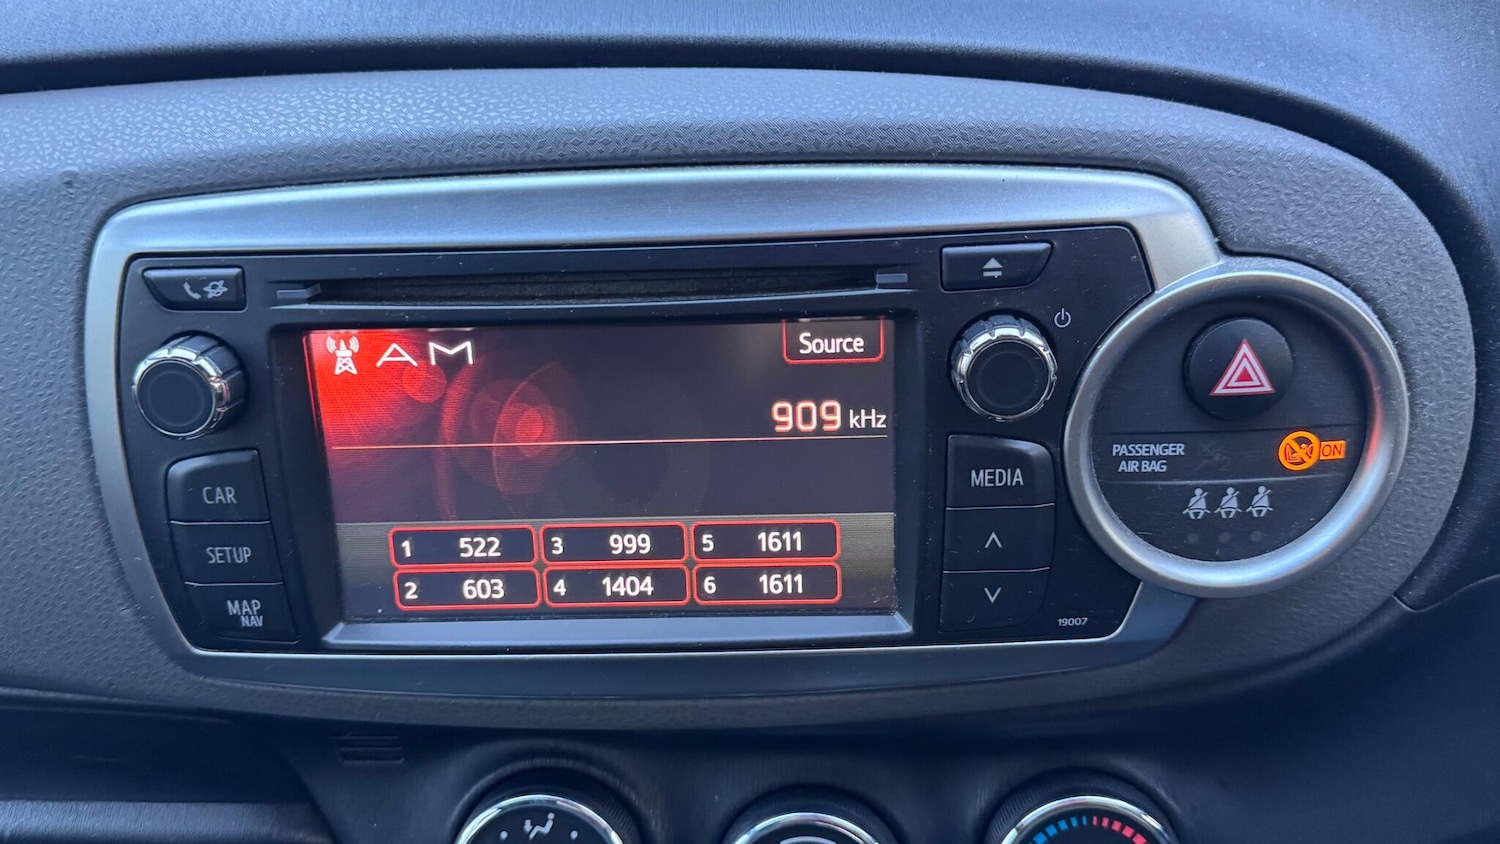 AM
Source
909 kHz
1 522
3 999
5 1611
2 603
4 1404
6 1611
CAR
SETUP
MAP
NAV
MEDIA
19007
PASSENGER
AIR BAG
ON